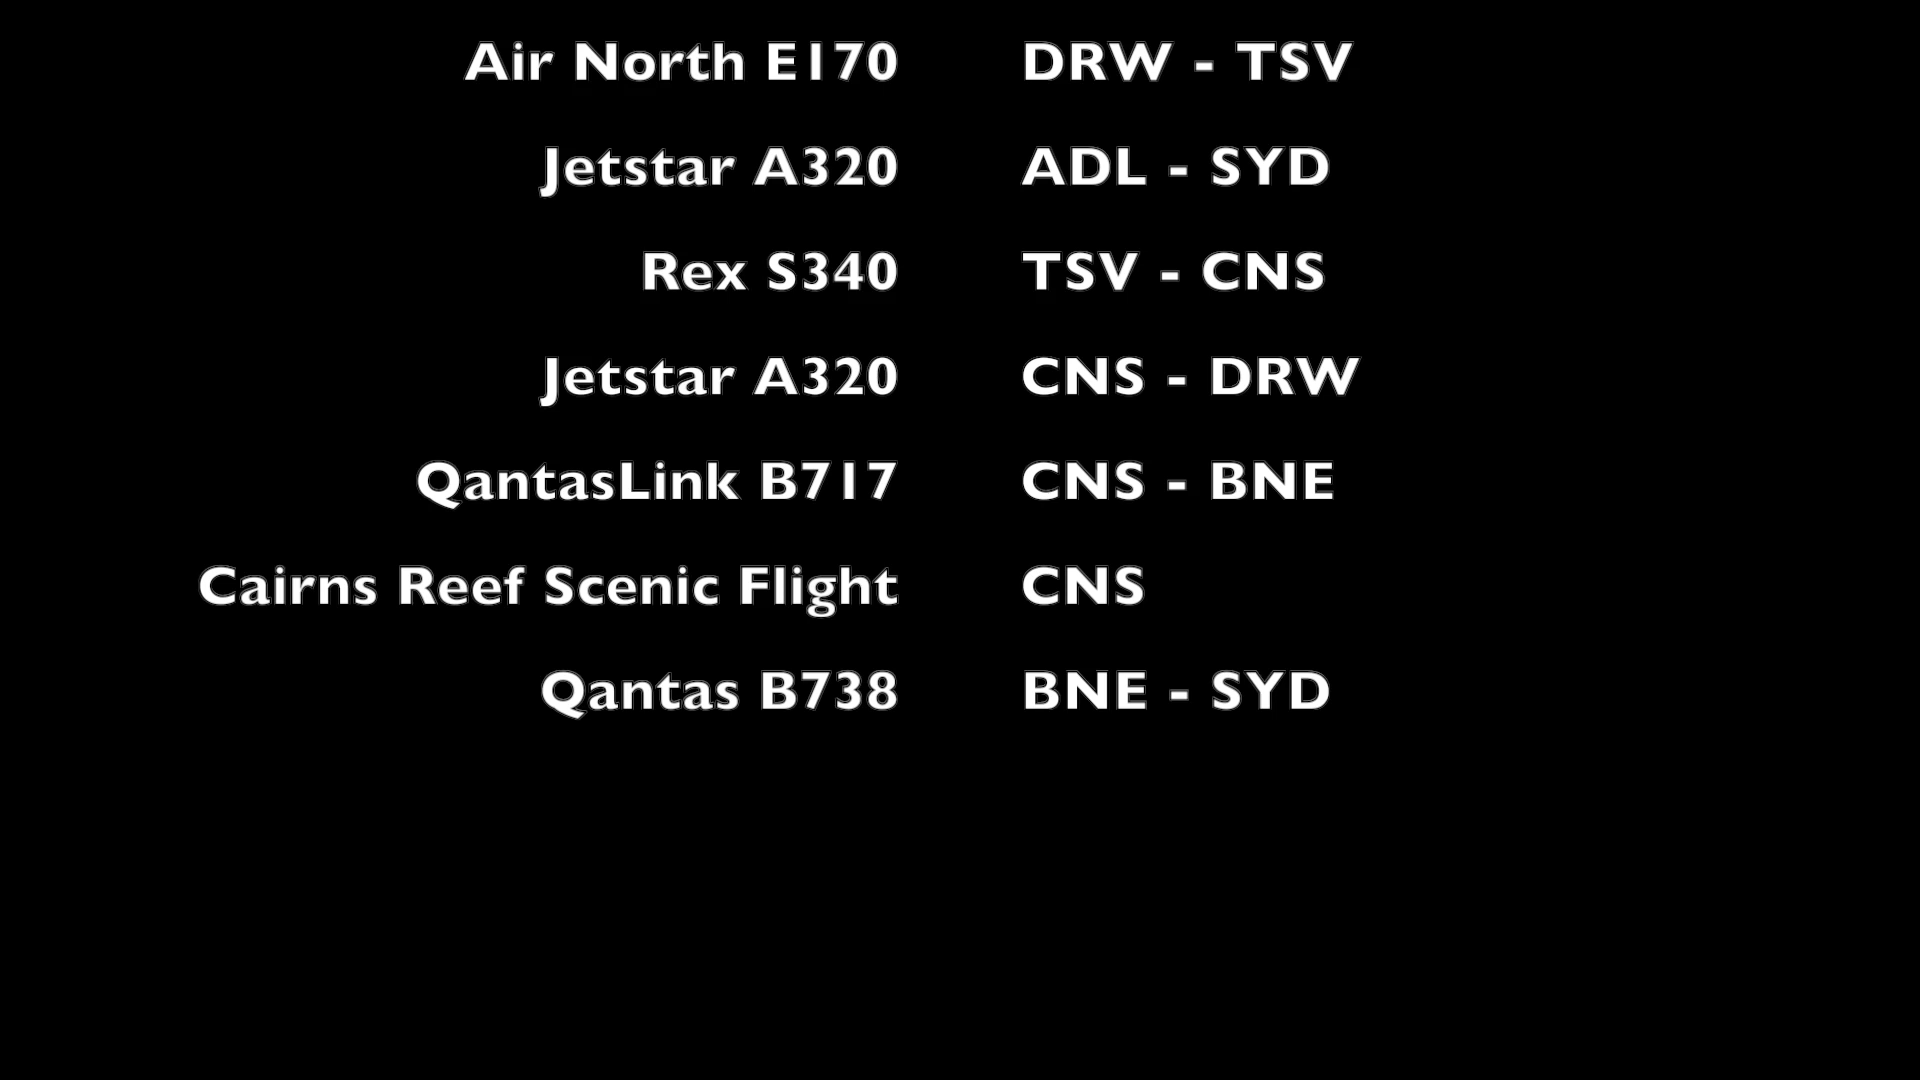 Air North E170 DRW - TSV
Jetstar A320 ADL - SYD
Rex S340 TSV - CNS
Jetstar A320 CNS - DRW
QantasLink B717 CNS - BNE
Cairns Reef Scenic Flight CNS
Qantas B738 BNE - SYD